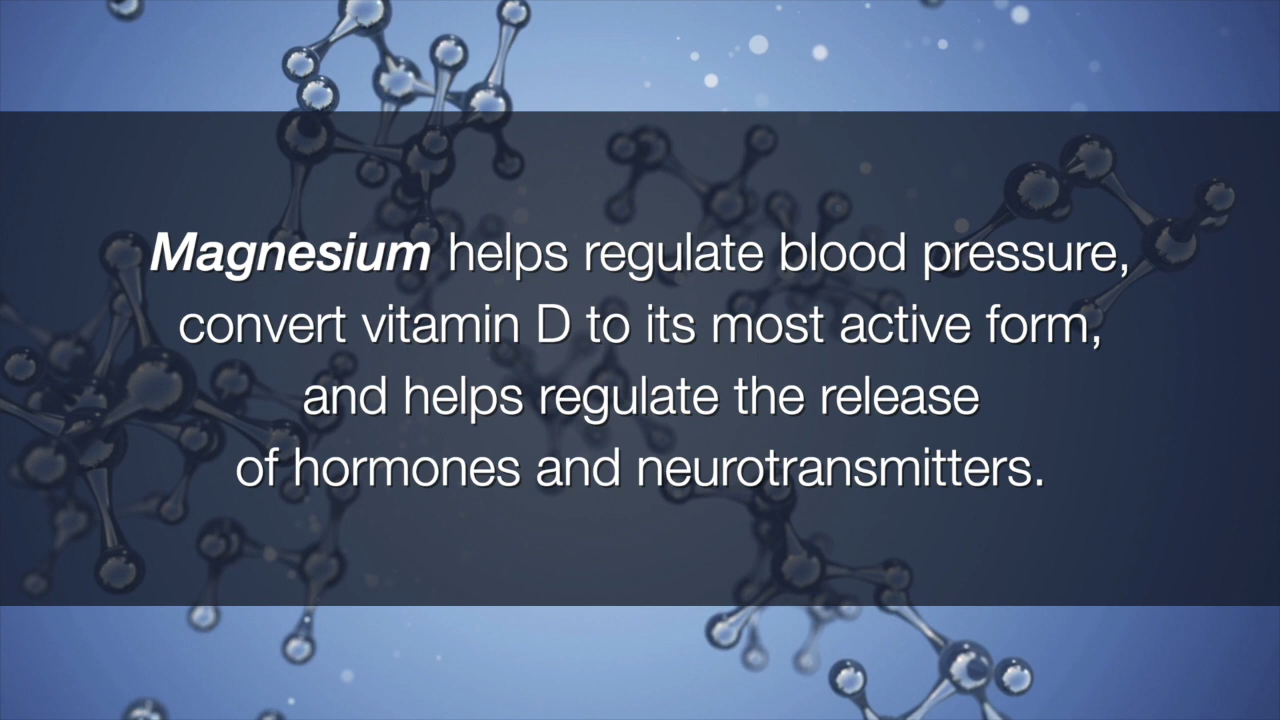 Magnesium helps regulate blood pressure,
convert vitamin D to its most active form,
and helps regulate the release
of hormones and neurotransmitters.